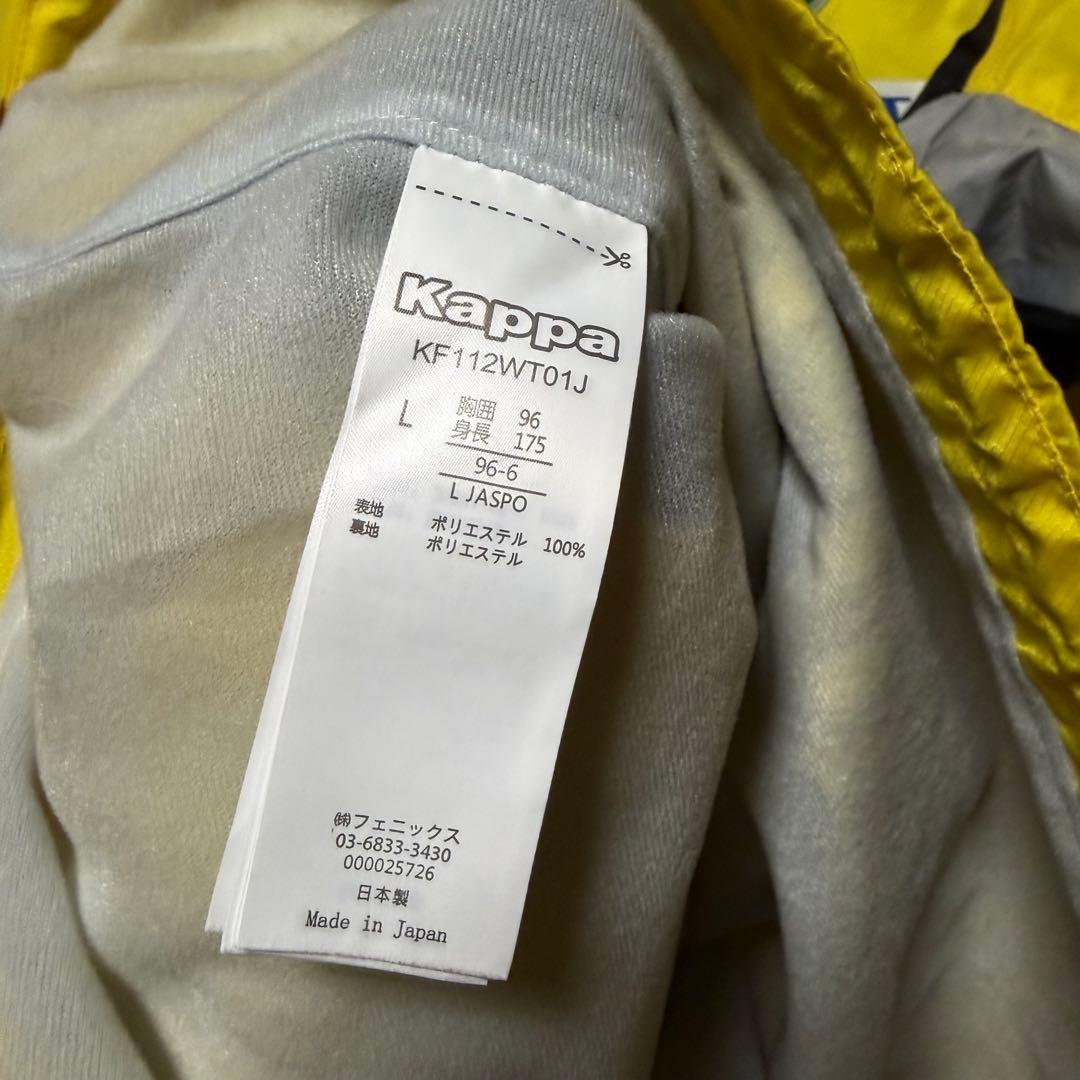 Kappa
KF112WT01J
L 胸囲 96
身長 175
96-6
L JASPO
表地 ポリエステル 100%
裏地 ポリエステル
㈱フェニックス
03-6833-3430
000025726
日本製
Made in Japan